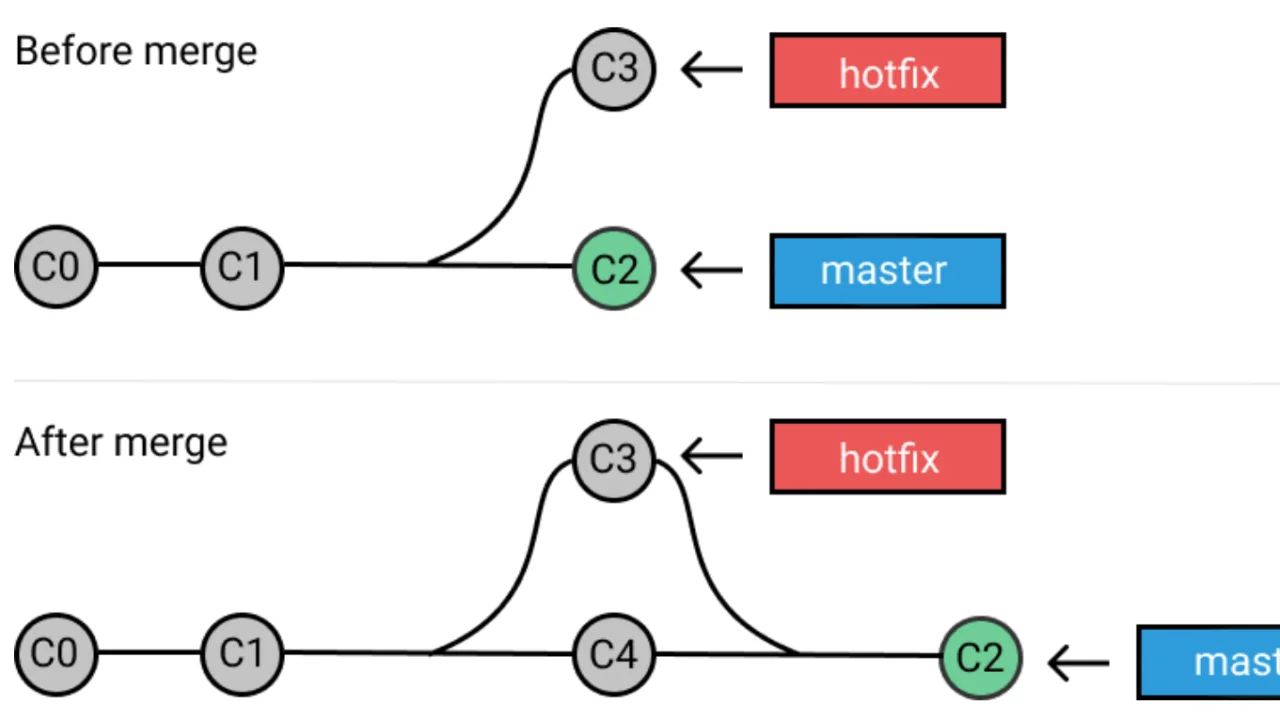 Before merge
C3
hotfix
C0
C1
C2
master
After merge
C3
hotfix
C0
C1
C4
C2
mast